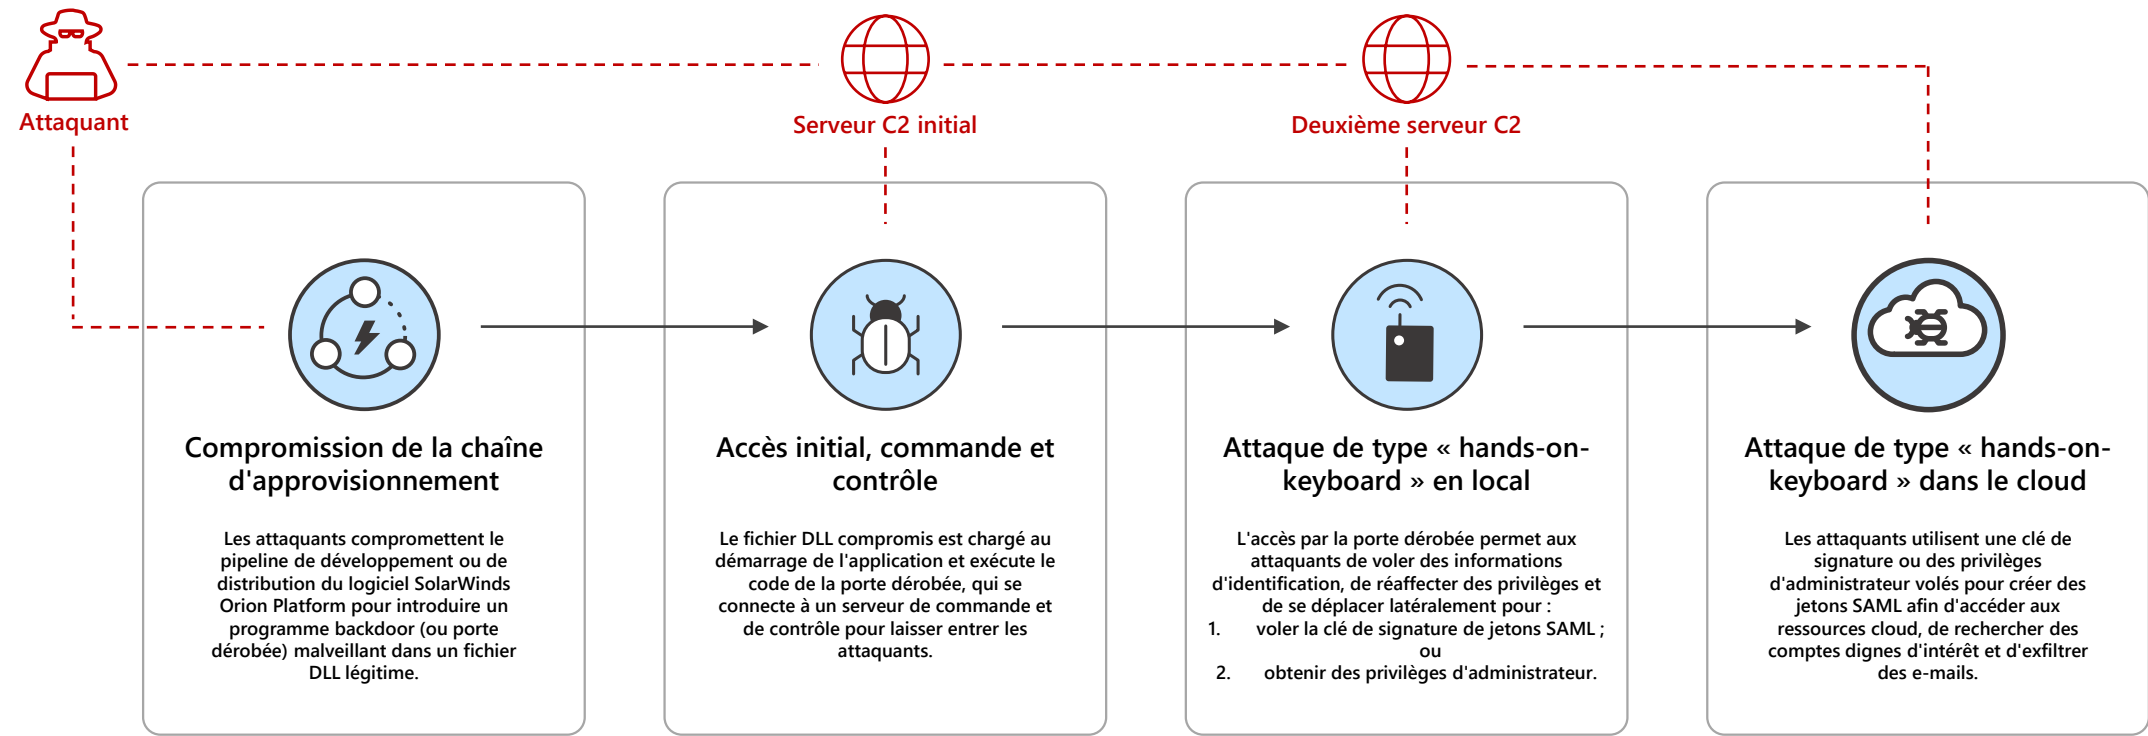 Attaquant
Serveur C2 initial
Deuxième serveur C2
Compromission de la chaîne
d'approvisionnement
Les attaquants compromettent le
pipeline de développement ou de
distribution du logiciel SolarWinds
Orion Platform pour introduire un
programme backdoor (ou porte
dérobée) malveillant dans un fichier
DLL légitime.
Accès initial, commande et
contrôle
Le fichier DLL compromis est chargé au
démarrage de l'application et exécute le
code de la porte dérobée, qui se
connecte à un serveur de commande et
de contrôle pour laisser entrer les
attaquants.
Attaque de type « hands-on-
keyboard » en local
L'accès par la porte dérobée permet aux
attaquants de voler des informations
d'identification, de réaffecter des privilèges et
de se déplacer latéralement pour :
1. voler la clé de signature de jetons SAML ;
ou
2. obtenir des privilèges d'administrateur.
Attaque de type « hands-on-
keyboard » dans le cloud
Les attaquants utilisent une clé de
signature ou des privilèges
d'administrateur volés pour créer des
jetons SAML afin d'accéder aux
ressources cloud, de rechercher des
comptes dignes d'intérêt et d'exfiltrer
des e-mails.